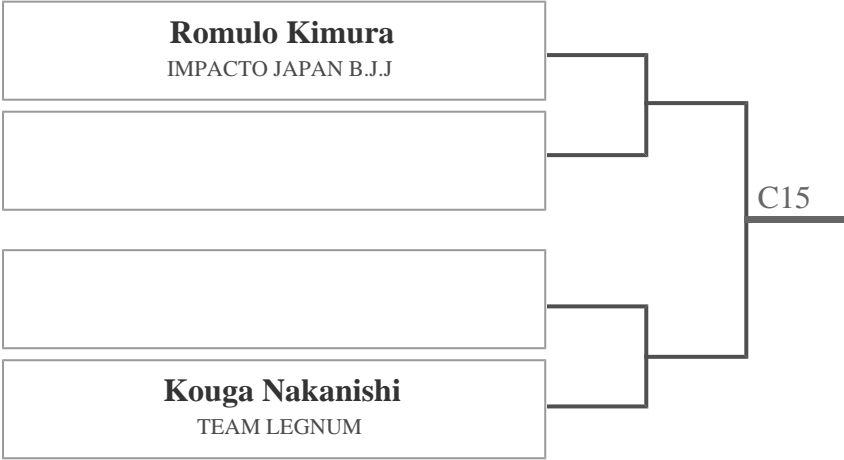 Romulo Kimura
IMPACTO JAPAN B.J.J
C15
Kouga Nakanishi
TEAM LEGNUM